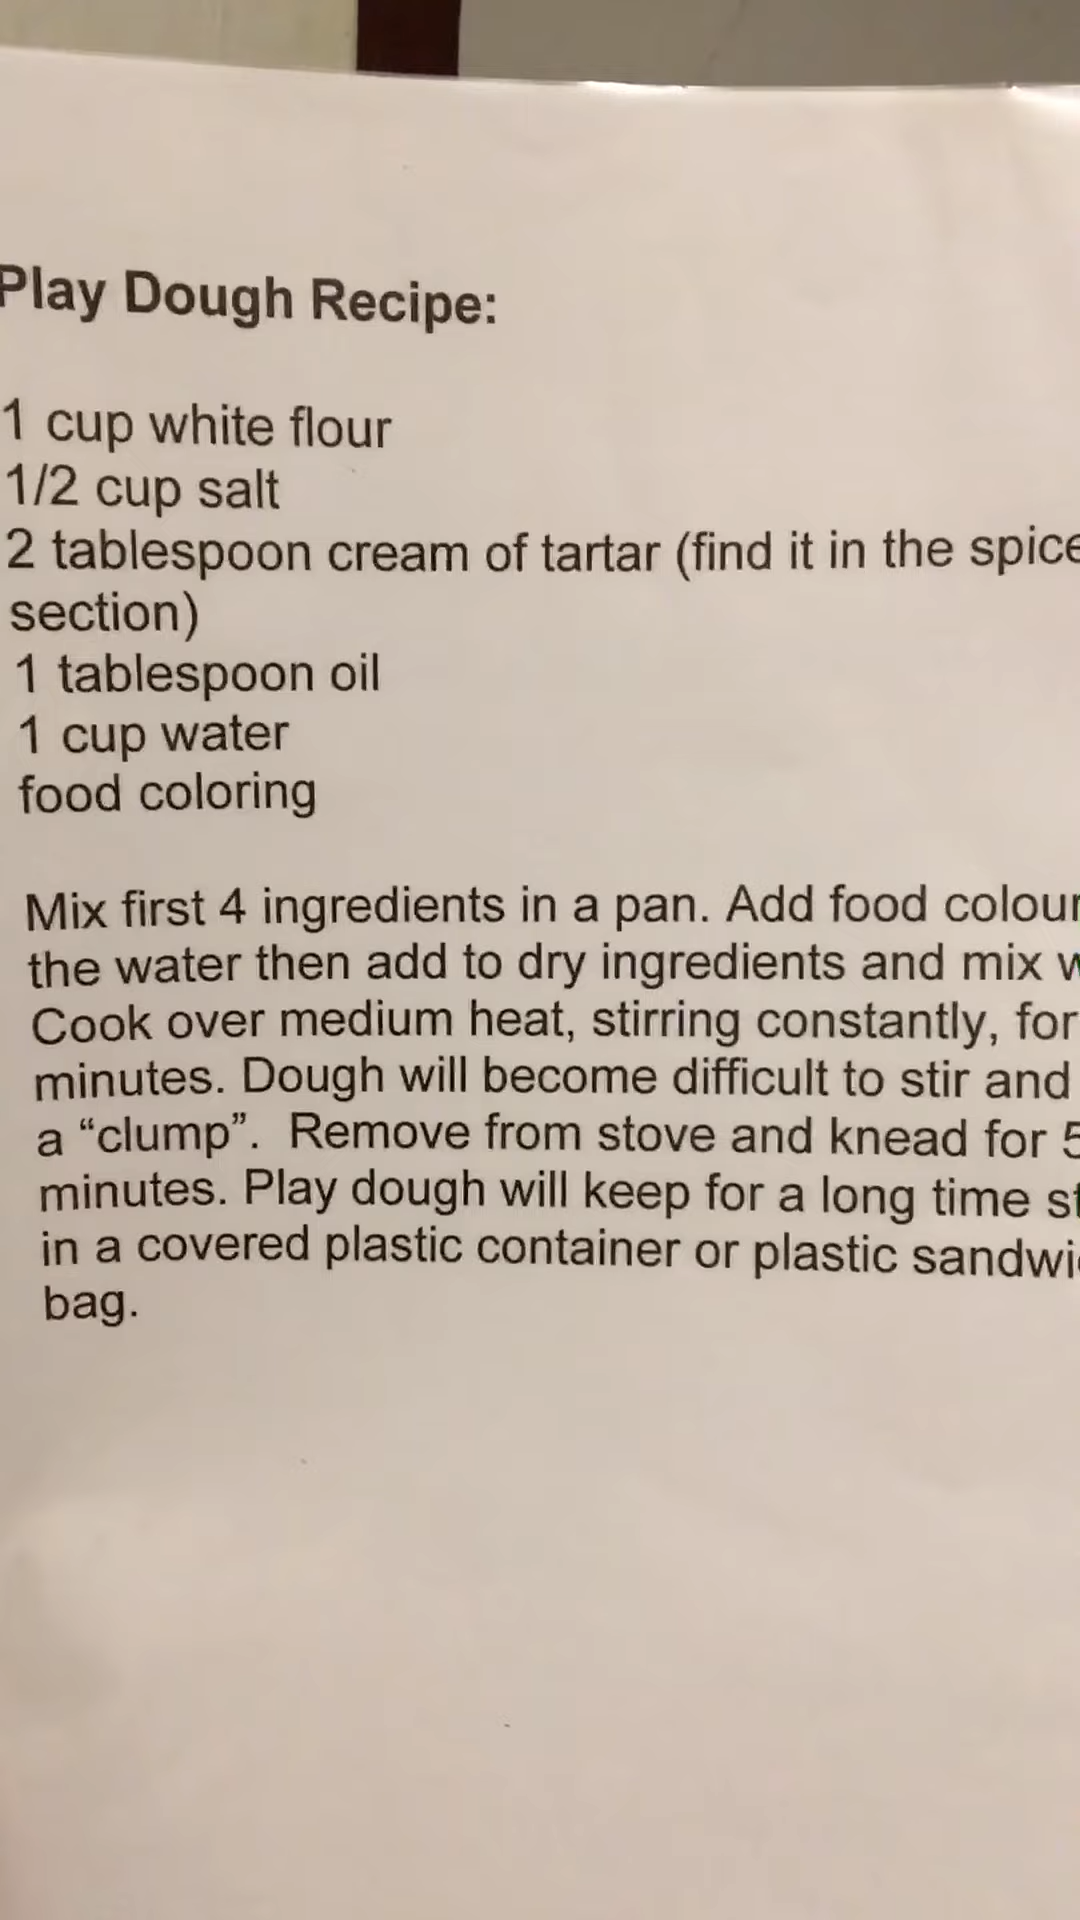 Play Dough Recipe:
1 cup white flour
1/2 cup salt
2 tablespoon cream of tartar (find it in the spice
section)
1 tablespoon oil
1 cup water
food coloring
Mix first 4 ingredients in a pan. Add food colour
the water then add to dry ingredients and mix
Cook over medium heat, stirring constantly, for
minutes. Dough will become difficult to stir and
a “clump”. Remove from stove and knead for 5
minutes. Play dough will keep for a long time
in a covered plastic container or plastic
bag.